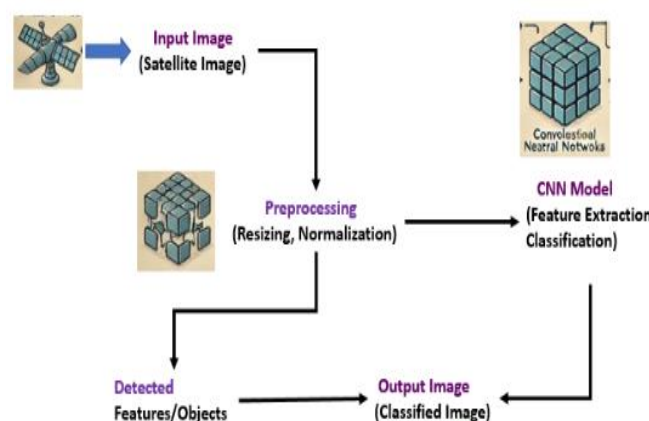 Input Image
(Satellite Image)
Convolestioal
Neatral Netwoks
CNN Model
(Feature Extraction
Classification)
Preprocessing
(Resizing, Normalization)
Detected
Features/Objects
Output Image
(Classified Image)